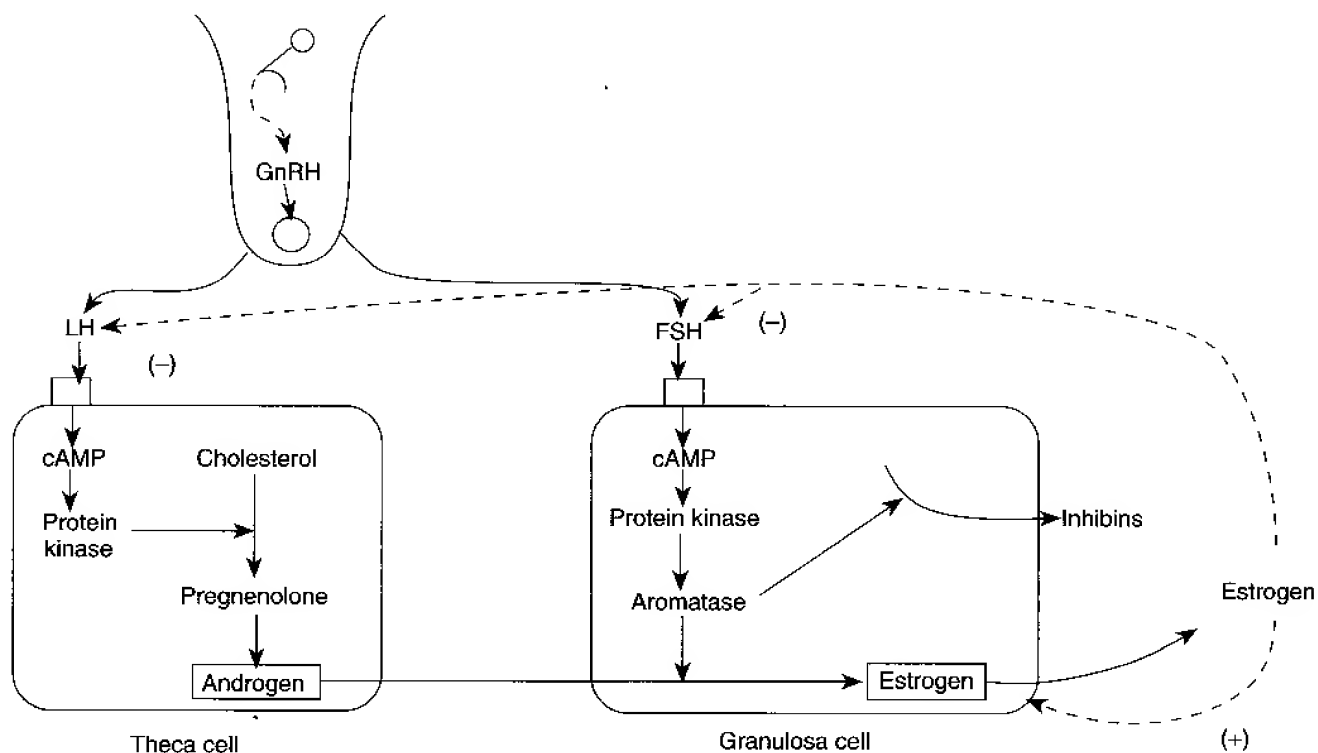 GnRH
LH
(–)
FSH
(–)
cAMP
Cholesterol
Protein
kinase
Pregnenolone
Androgen
Theca cell
cAMP
Protein kinase
Aromatase
Inhibins
Estrogen
Granulosa cell
Estrogen
(+)